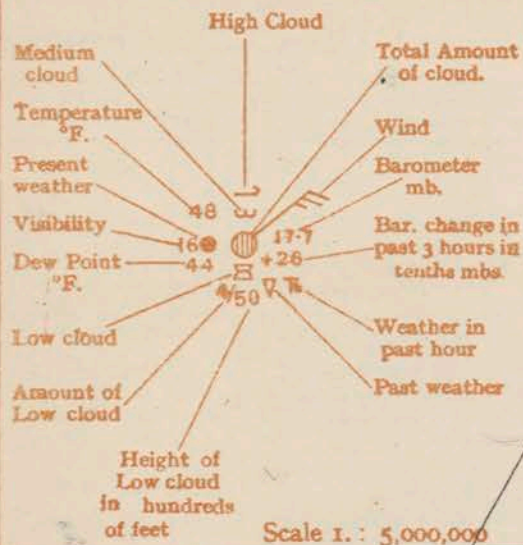 High Cloud
Medium
cloud
Total Amount
of cloud.
Temperature
°F.
Wind
Present
weather
Barometer
mb.
48
Visibility
16
17.7
Bar. change in
past 3 hours in
tenths mbs.
Dew Point
°F.
44
+26
50
Low cloud
Weather in
past hour
Amount of
Low cloud
Past weather
Height of
Low cloud
in hundreds
of feet
Scale 1. : 5,000,000